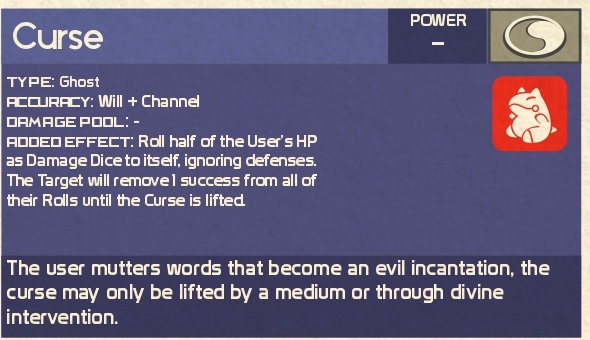 Curse
POWER
–
TYPE: Ghost
ACCURACY: Will + Channel
DAMAGE POOL: -
ADDED EFFECT: Roll half of the User's HP
as Damage Dice to itself, ignoring defenses.
The Target will remove 1 success from all of
their Rolls until the Curse is lifted.
The user mutters words that become an evil incantation, the
curse may only be lifted by a medium or through divine
intervention.